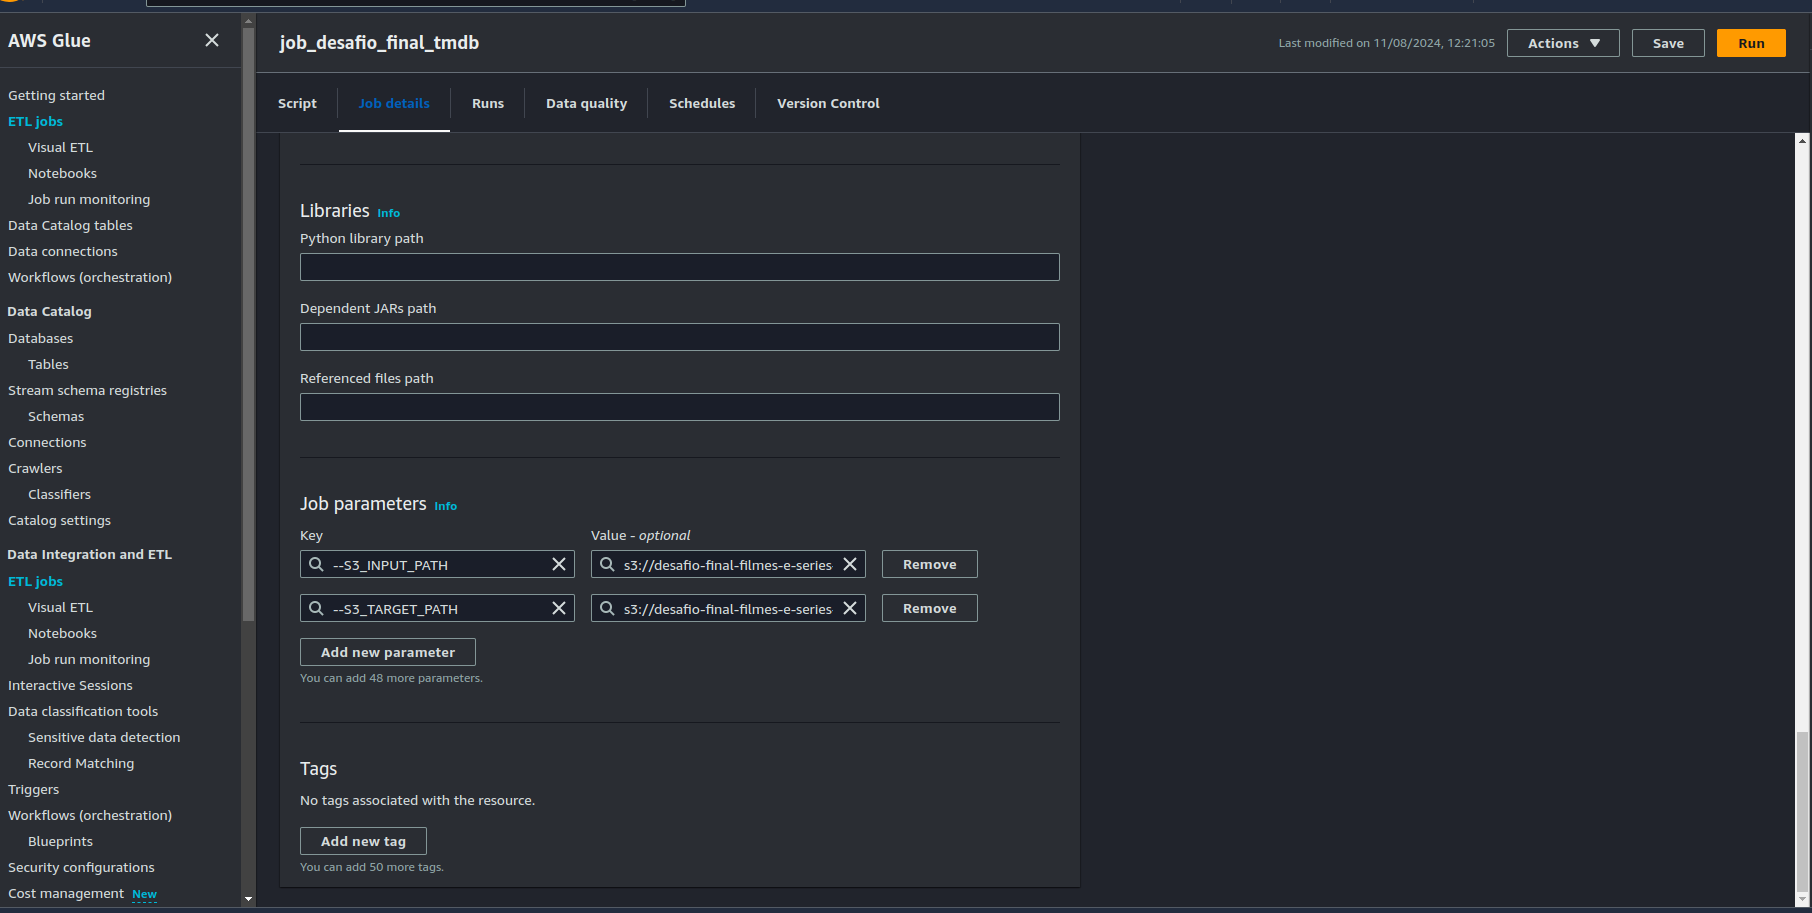 AWS Glue
Getting started
ETL jobs
Visual ETL
Notebooks
Job run monitoring
Data Catalog tables
Data connections
Workflows (orchestration)
Data Catalog
Databases
Tables
Stream schema registries
Schemas
Connections
Crawlers
Classifiers
Catalog settings
Data Integration and ETL
ETL jobs
Visual ETL
Notebooks
Job run monitoring
Interactive Sessions
Data classification tools
Sensitive data detection
Record Matching
Triggers
Workflows (orchestration)
Blueprints
Security configurations
Cost management New
job_desafio_final_tmdb
Last modified on 11/08/2024, 12:21:05 Actions Save Run
Script Job details Runs Data quality Schedules Version Control
Libraries Info
Python library path
Dependent JARs path
Referenced files path
Job parameters Info
Key Value - optional
--S3_INPUT_PATH s3://desafio-final-filmes-e-series Remove
--S3_TARGET_PATH s3://desafio-final-filmes-e-series Remove
Add new parameter
You can add 48 more parameters.
Tags
No tags associated with the resource.
Add new tag
You can add 50 more tags.